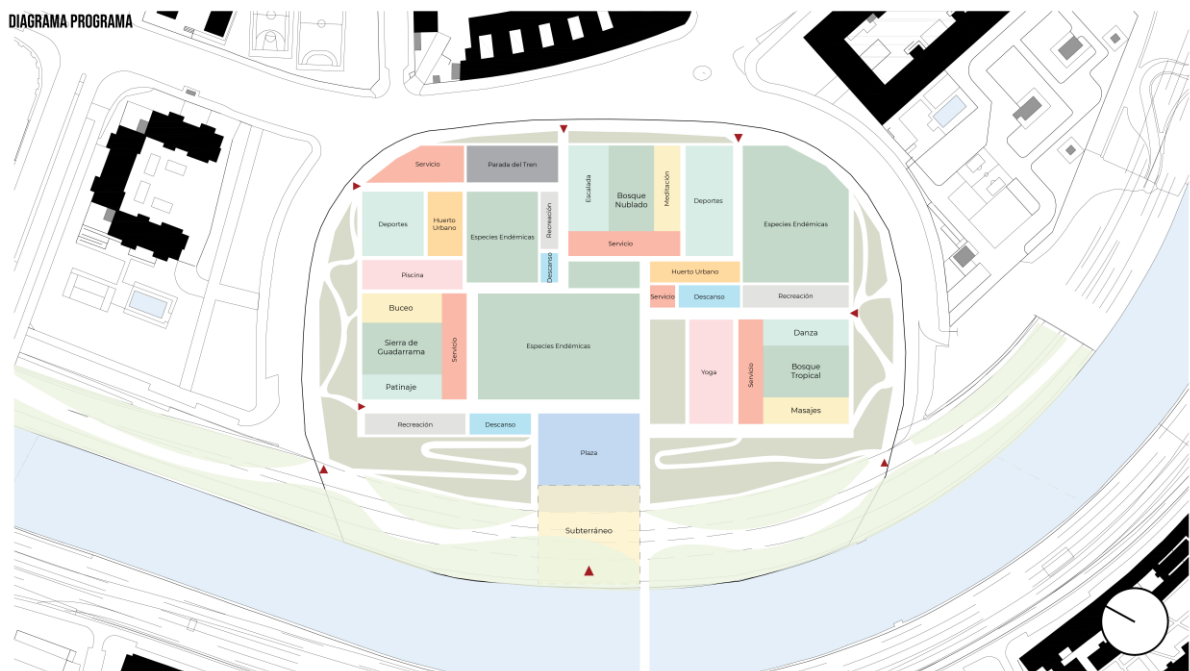 DIAGRAMA PROGRAMA
Servicio
Parada del Tren
Escalada
Bosque
Nublado
Meditación
Deportes
Especies Endémicas
Servicio
Deportes
Huerto
Urbano
Especies Endémicas
Recreación
Descanso
Piscina
Huerto Urbano
Servicio
Descanso
Recreación
Buceo
Sierra de
Guadarrama
Patinaje
Servicio
Especies Endémicas
Yoga
Servicio
Danza
Bosque
Tropical
Masajes
Recreación
Descanso
Plaza
Subterráneo